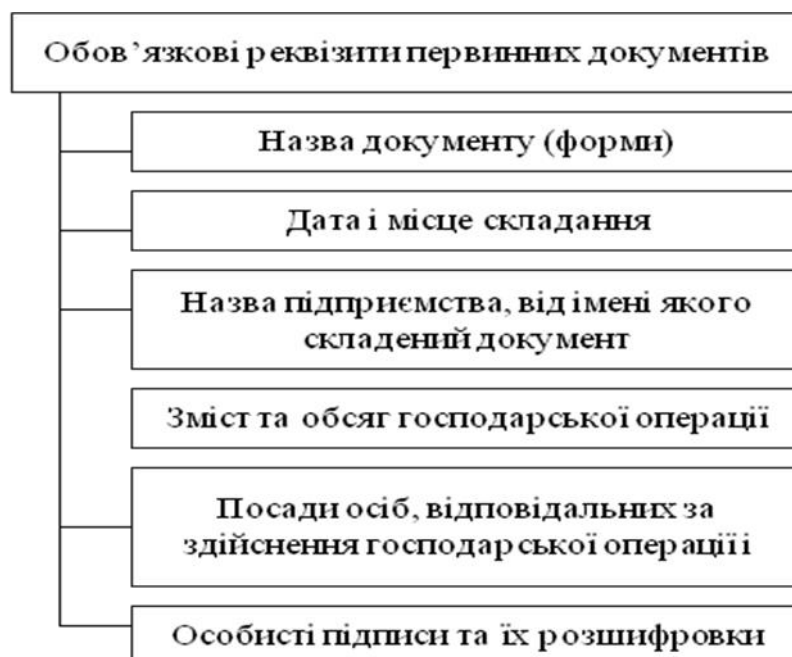 Обов’язкові реквізити первинних документів
Назва документу (форми)
Дата і місце складання
Назва підприємства, від імені якого
складений документ
Зміст та обсяг господарської операції
Посади осіб, відповідальних за
здійснення господарської операціїі
Особисті підписи та їх розшифровки